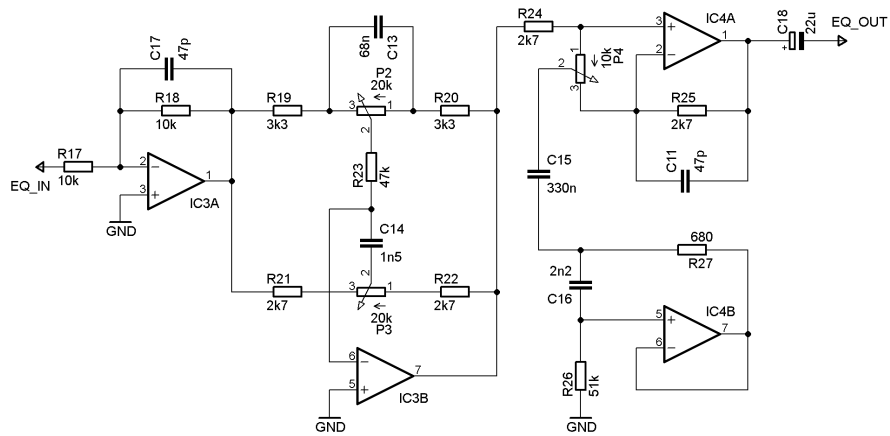 C17
47p
R18
10k
R17
10k
EQ_IN
2
3
1
IC3A
GND
R19
3k3
68n
C13
P2
20k
3
1
2
R20
3k3
R23
47k
C14
1n5
R21
2k7
3
2
1
20k
P3
R22
2k7
6
5
7
IC3B
GND
R24
2k7
3
2
1
IC4A
C18
22u
+
EQ_OUT
1
2
3
10k
P4
R25
2k7
C11
47p
C15
330n
680
R27
2n2
C16
5
6
7
IC4B
R26
51k
GND